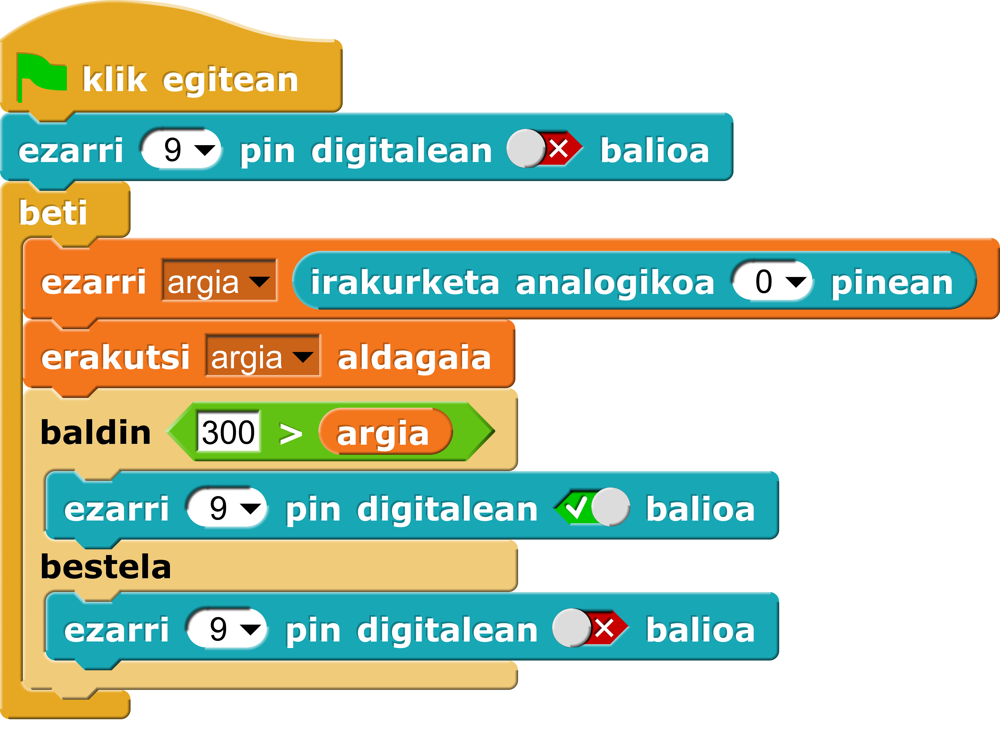 klik egitean
ezarri 9 pin digitalean balioa
beti
ezarri argia irakurketa analogikoa 0 pinean
erakutsi argia aldagaia
baldin 300 > argia
ezarri 9 pin digitalean balioa
bestela
ezarri 9 pin digitalean balioa